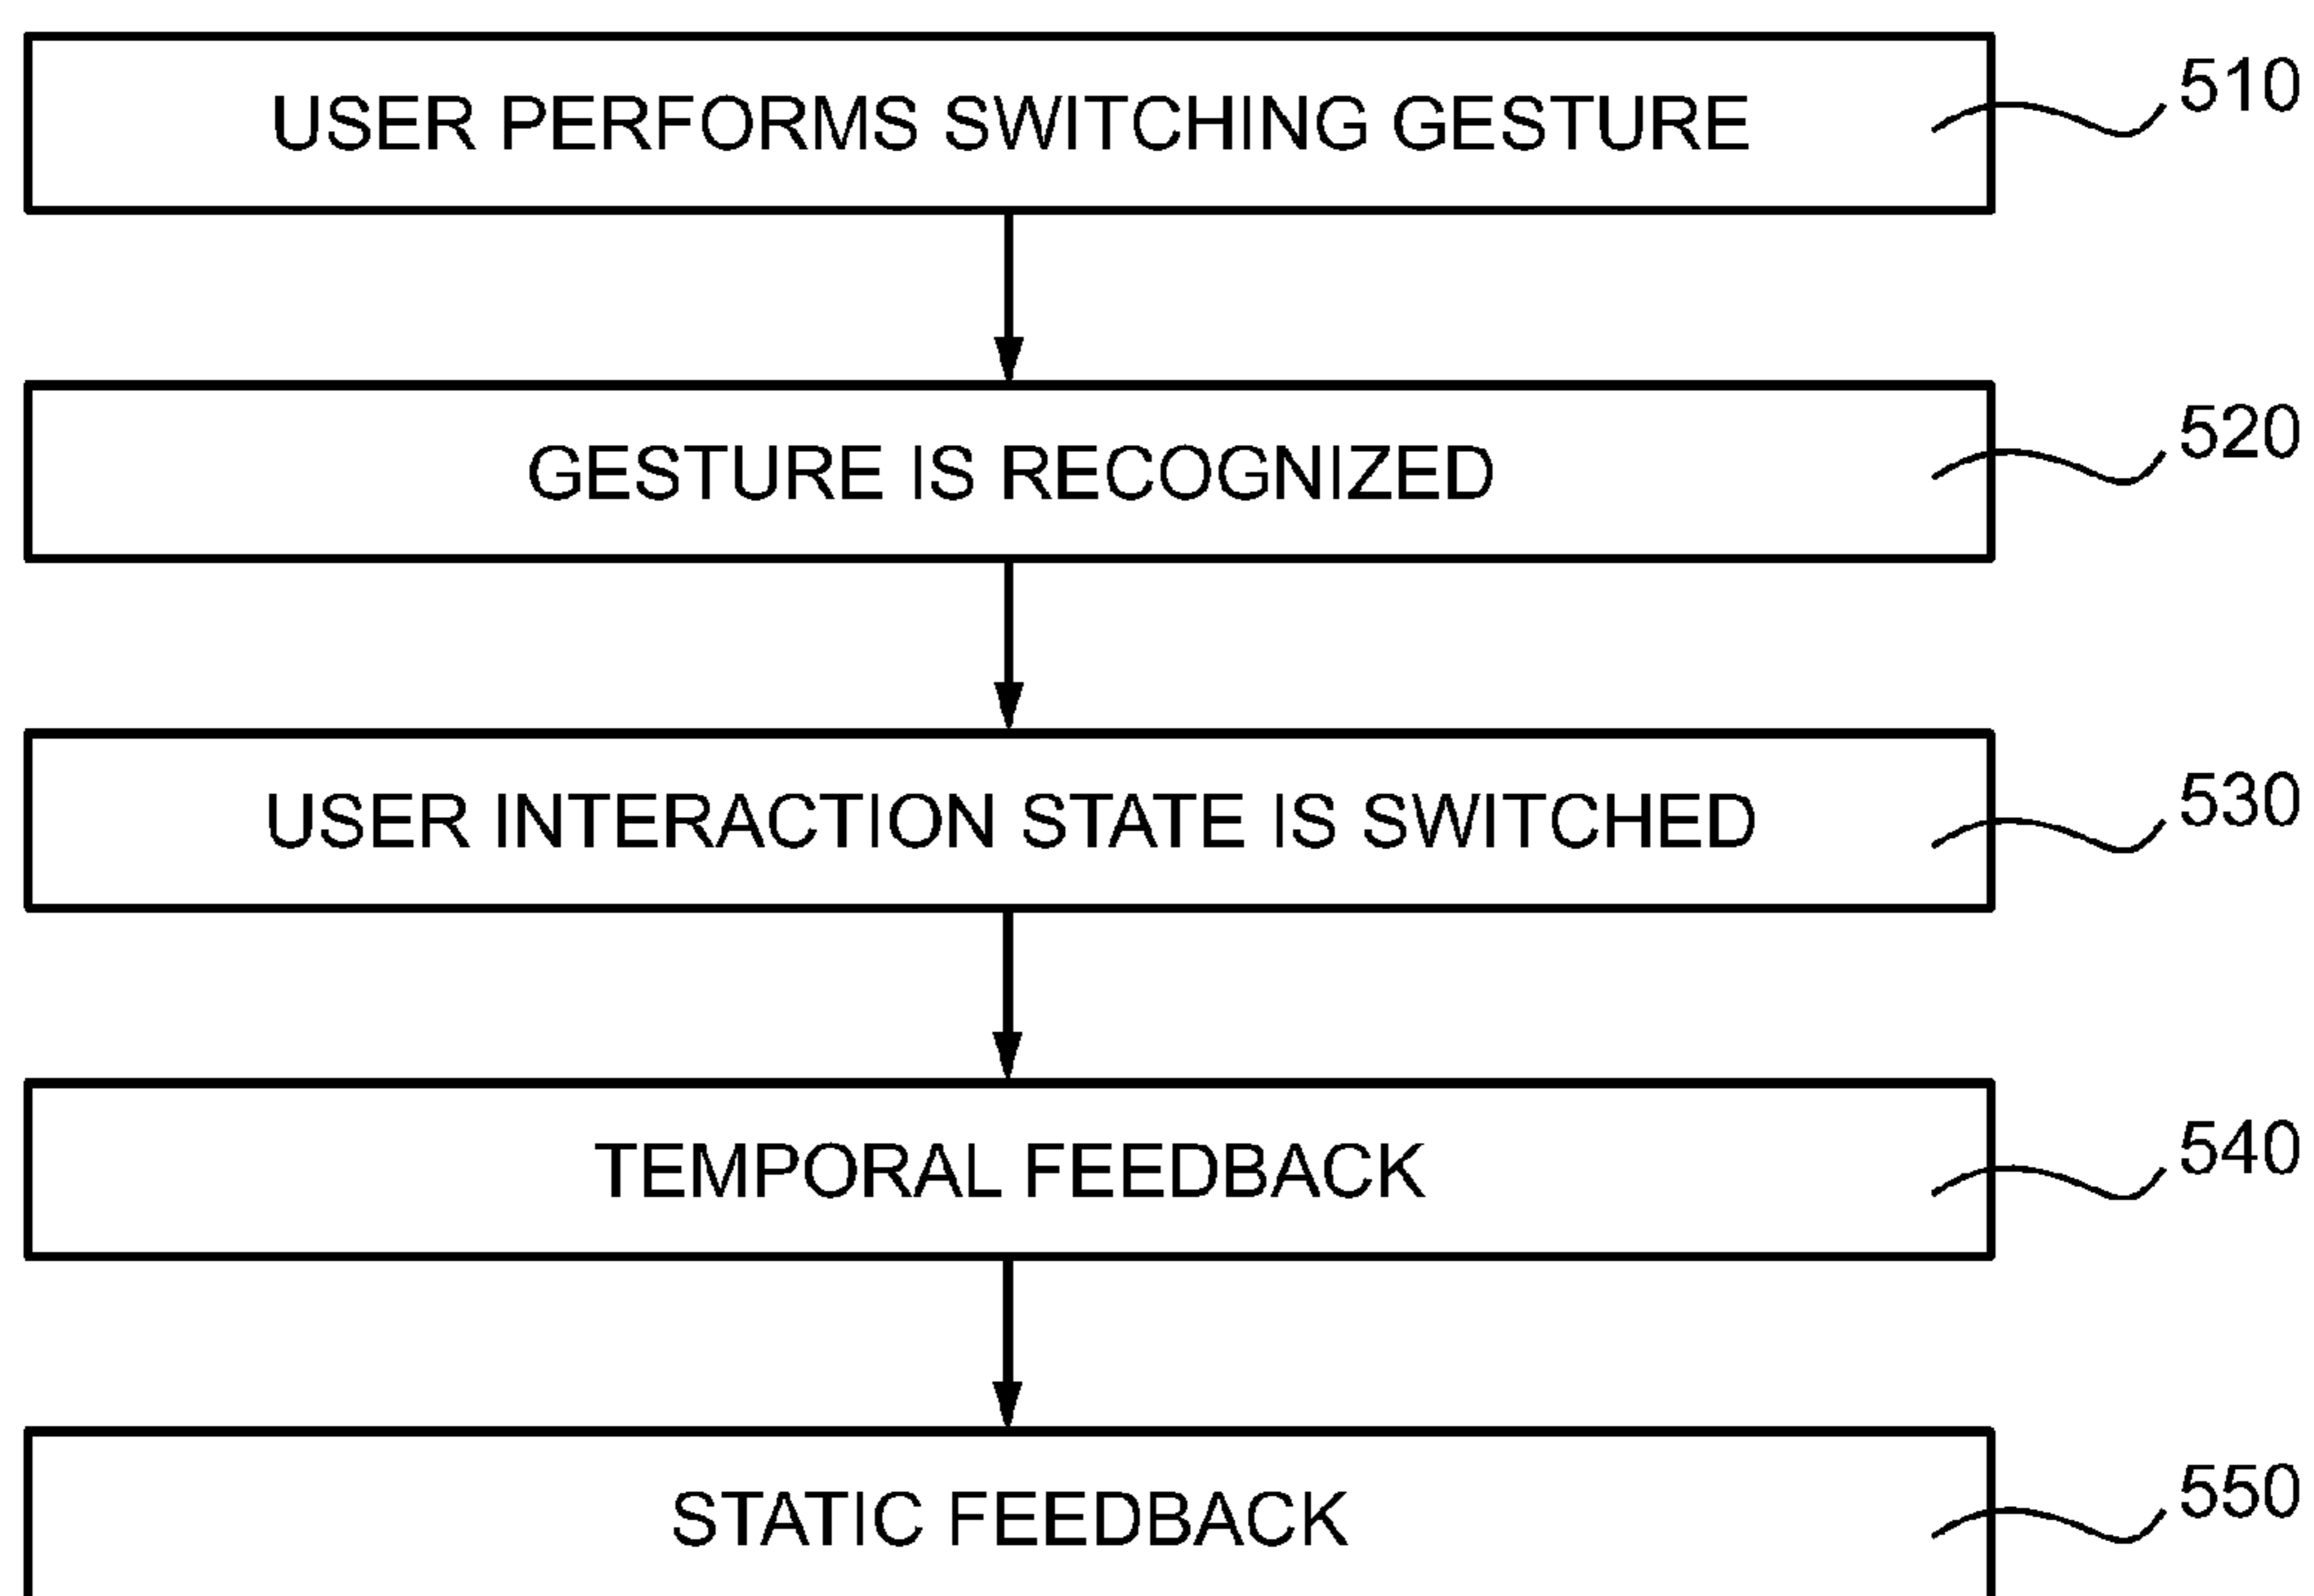 USER PERFORMS SWITCHING GESTURE 510
GESTURE IS RECOGNIZED 520
USER INTERACTION STATE IS SWITCHED 530
TEMPORAL FEEDBACK 540
STATIC FEEDBACK 550